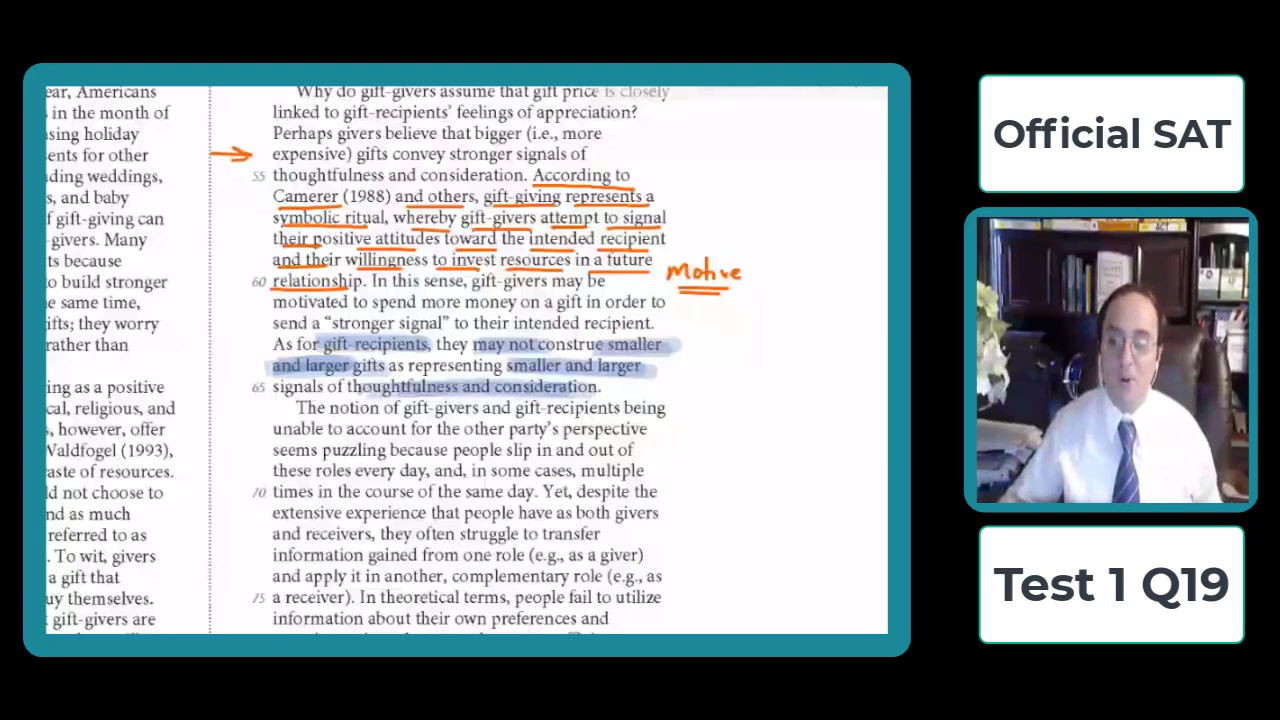 ear, Americans
in the month of
using holiday
ents for other
ding weddings,
s, and baby
f gift-giving can
-givers. Many
ts because
o build stronger
e same time,
ifts; they worry
rather than
ing as a positive
cal, religious, and
s, however, offer
Waldfogel (1993),
aste of resources.
d not choose to
nd as much
referred to as
. To wit, givers
a gift that
uy themselves.
gift-givers are
Why do gift-givers assume that gift price is closely
linked to gift-recipients’ feelings of appreciation?
Perhaps givers believe that bigger (i.e., more
expensive) gifts convey stronger signals of
55 thoughtfulness and consideration. According to
Camerer (1988) and others, gift-giving represents a
symbolic ritual, whereby gift-givers attempt to signal
their positive attitudes toward the intended recipient
and their willingness to invest resources in a future
60 relationship. In this sense, gift-givers may be
motivated to spend more money on a gift in order to
send a “stronger signal” to their intended recipient.
As for gift-recipients, they may not construe smaller
and larger gifts as representing smaller and larger
65 signals of thoughtfulness and consideration.
The notion of gift-givers and gift-recipients being
unable to account for the other party’s perspective
seems puzzling because people slip in and out of
these roles every day, and, in some cases, multiple
70 times in the course of the same day. Yet, despite the
extensive experience that people have as both givers
and receivers, they often struggle to transfer
information gained from one role (e.g., as a giver)
and apply it in another, complementary role (e.g., as
75 a receiver). In theoretical terms, people fail to utilize
information about their own preferences and
Motive
Official SAT
ACT
Test 1 Q19